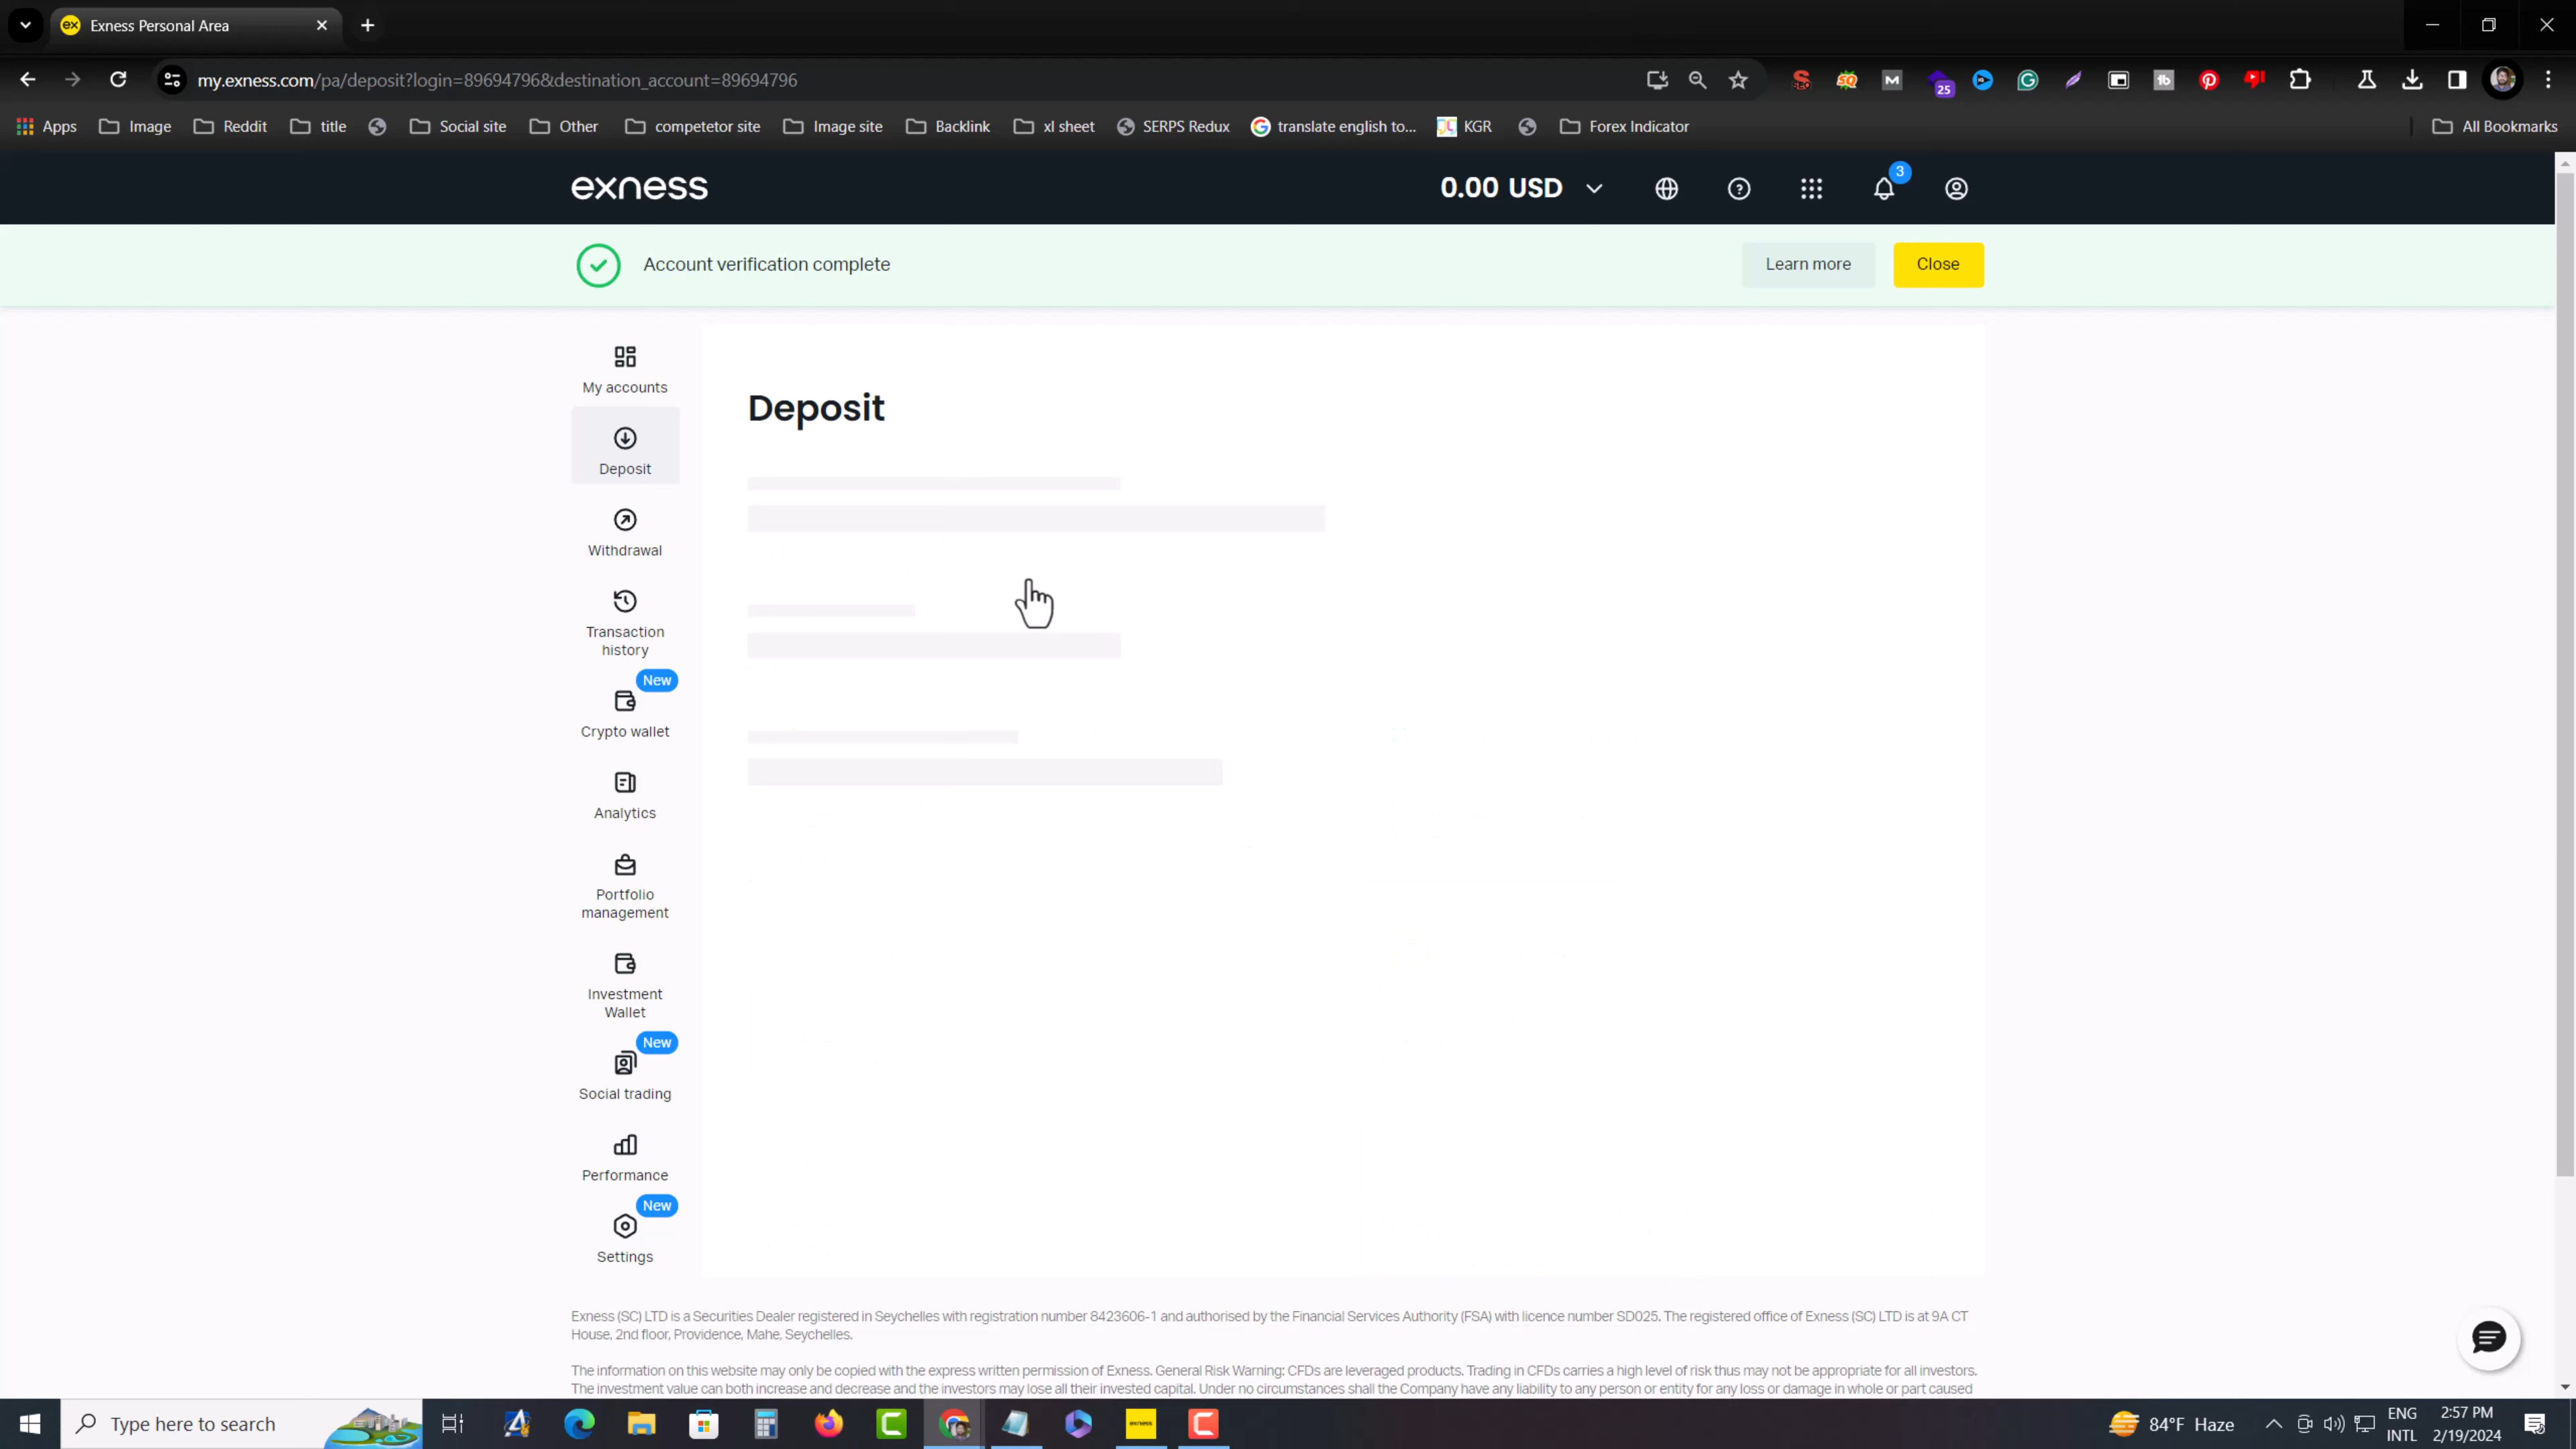 Exness Personal Area
my.exness.com/pa/deposit?login=89694796&destination_account=89694796
25
Apps
Image
Reddit
title
Social site
Other
competetor site
Image site
Backlink
xl sheet
SERPS Redux
translate english to...
KGR
Forex Indicator
All Bookmarks
exness
0.00 USD
3
Account verification complete
Learn more
Close
My accounts
Deposit
Withdrawal
Transaction
history
New
Crypto wallet
Analytics
Portfolio
management
Investment
Wallet
New
Social trading
Performance
New
Settings
Deposit
Exness (SC) LTD is a Securities Dealer registered in Seychelles with registration number 8423606-1 and authorised by the Financial Services Authority (FSA) with licence number SD025. The registered office of Exness (SC) LTD is at 9A CT
House, 2nd floor, Providence, Mahe, Seychelles.
The information on this website may only be copied with the express written permission of Exness. General Risk Warning: CFDs are leveraged products. Trading in CFDs carries a high level of risk thus may not be appropriate for all investors.
The investment value can both increase and decrease and the investors may lose all their invested capital. Under no circumstances shall the Company have any liability to any person or entity for any loss or damage in whole or part caused
Type here to search
84°F Haze
ENG
INTL
2:57 PM
2/19/2024